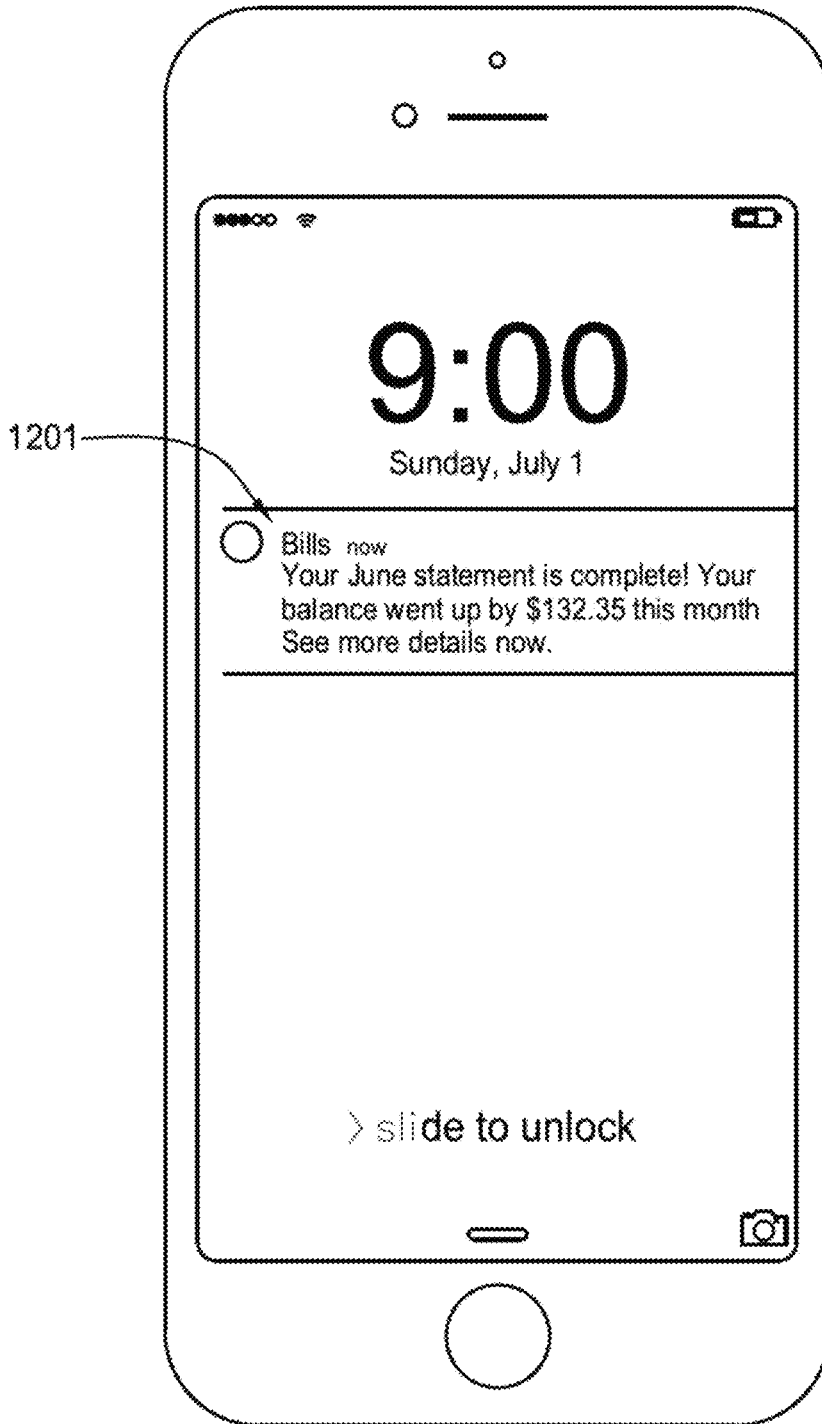 9:00
Sunday, July 1
1201
Bills now
Your June statement is complete! Your
balance went up by $132.35 this month
See more details now.
> slide to unlock